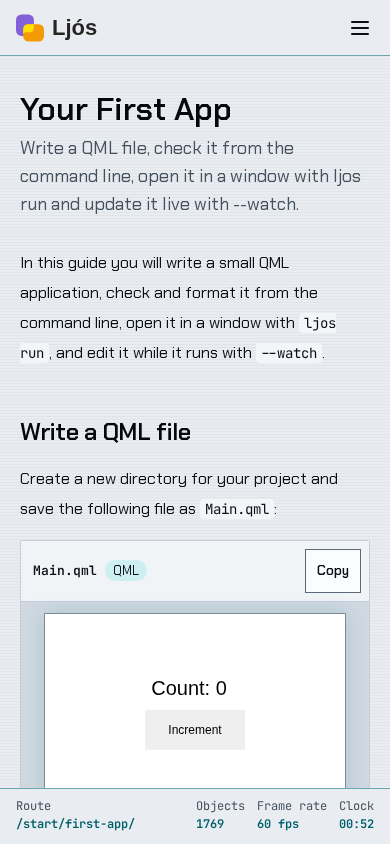 Ljós
Your First App
Write a QML file, check it from the
command line, open it in a window with ljos
run and update it live with --watch.
In this guide you will write a small QML
application, check and format it from the
command line, open it in a window with ljos
run, and edit it while it runs with --watch.
Write a QML file
Create a new directory for your project and
save the following file as Main.qml:
Main.qml QML Copy
Count: 0
Increment
Route Objects Frame rate Clock
/start/first-app/ 1769 60 fps 00:52